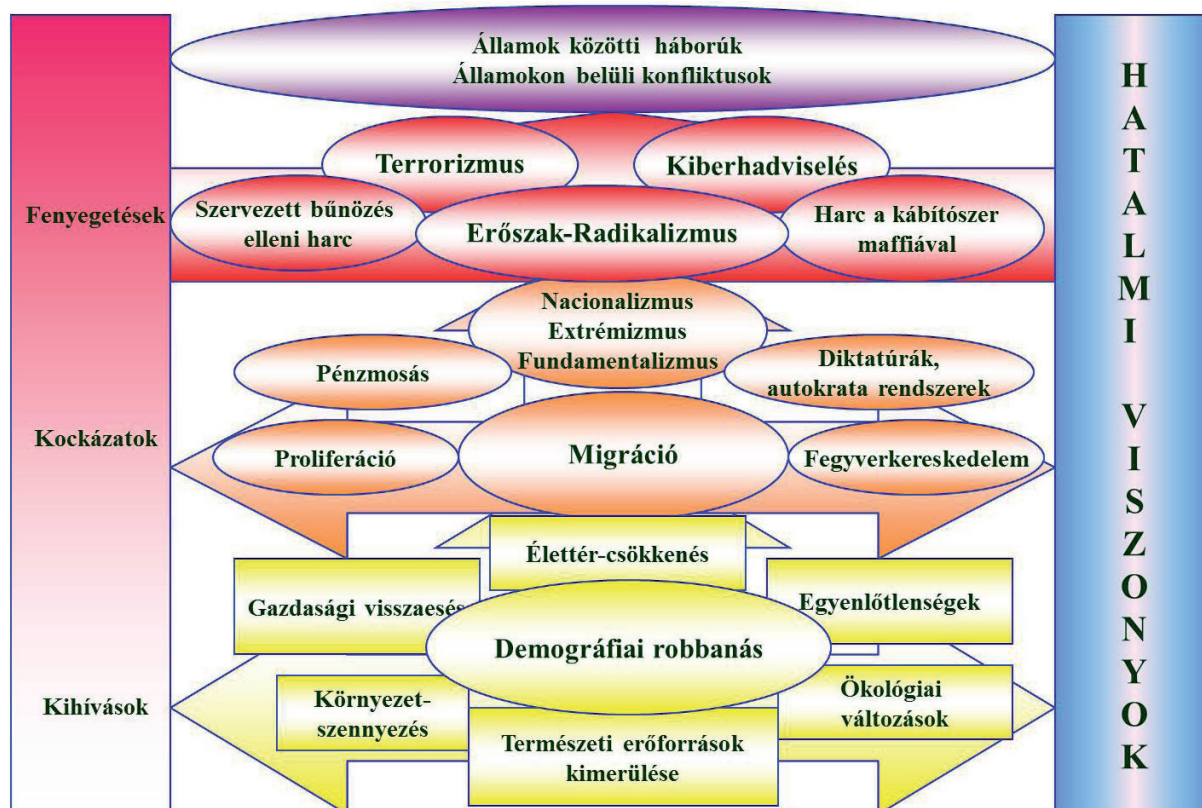 Államok közötti háborúk
Államokon belüli konfliktusok
Terrorizmus
Kiberhadviselés
Fenyegetések
Szervezett bűnözés
elleni harc
Erőszak-Radikalizmus
Harc a kábítószer
maffiával
Nacionalizmus
Extrémizmus
Fundamentalizmus
Pénzmosás
Diktatúrák,
autokrata rendszerek
Kockázatok
Proliferáció
Migráció
Fegyverkereskedelem
Élettér-csökkenés
Gazdasági visszaesés
Egyenlőtlenségek
Demográfiai robbanás
Kihívások
Környezet-
szennyezés
Ökológiai
változások
Természeti erőforrások
kimerülése
HATALMI VISZONYOK